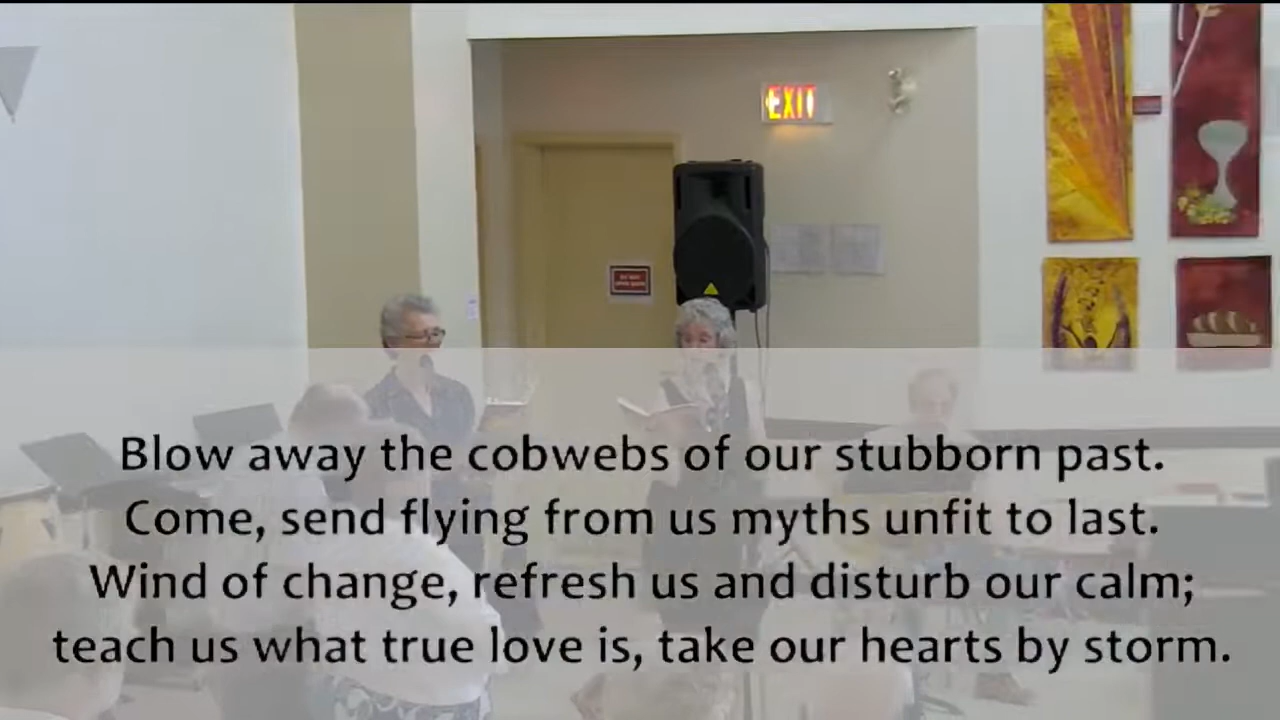 EXIT
Blow away the cobwebs of our stubborn past.
Come, send flying from us myths unfit to last.
Wind of change, refresh us and disturb our calm;
teach us what true love is, take our hearts by storm.